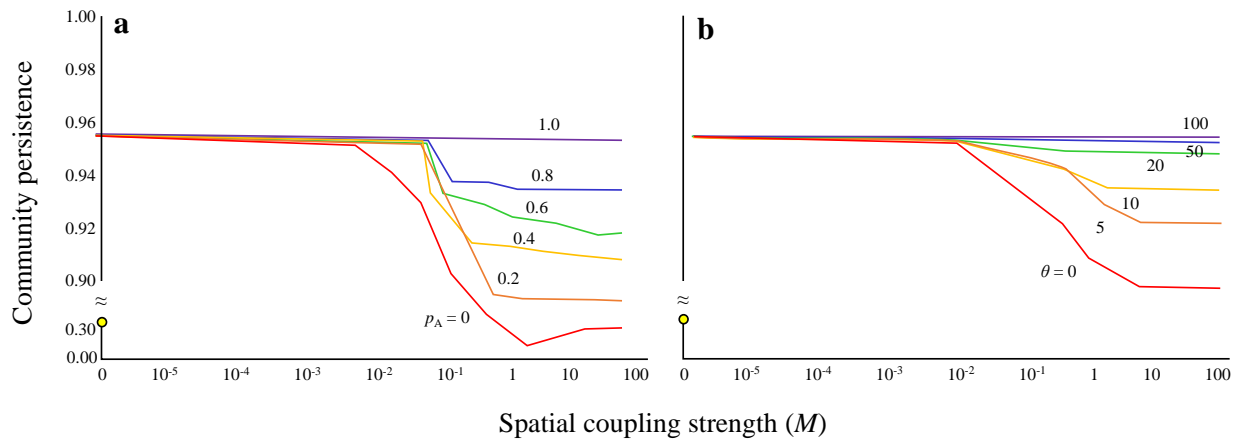 a
b
Community persistence
1.00
0.98
0.96
0.94
0.92
0.90
≈
0.30
0.00
1.0
0.8
0.6
0.4
0.2
pA = 0
0 10-5 10-4 10-3 10-2 10-1 1 10 100
≈
100
50
20
10
5
θ = 0
0 10-5 10-4 10-3 10-2 10-1 1 10 100
Spatial coupling strength (M)